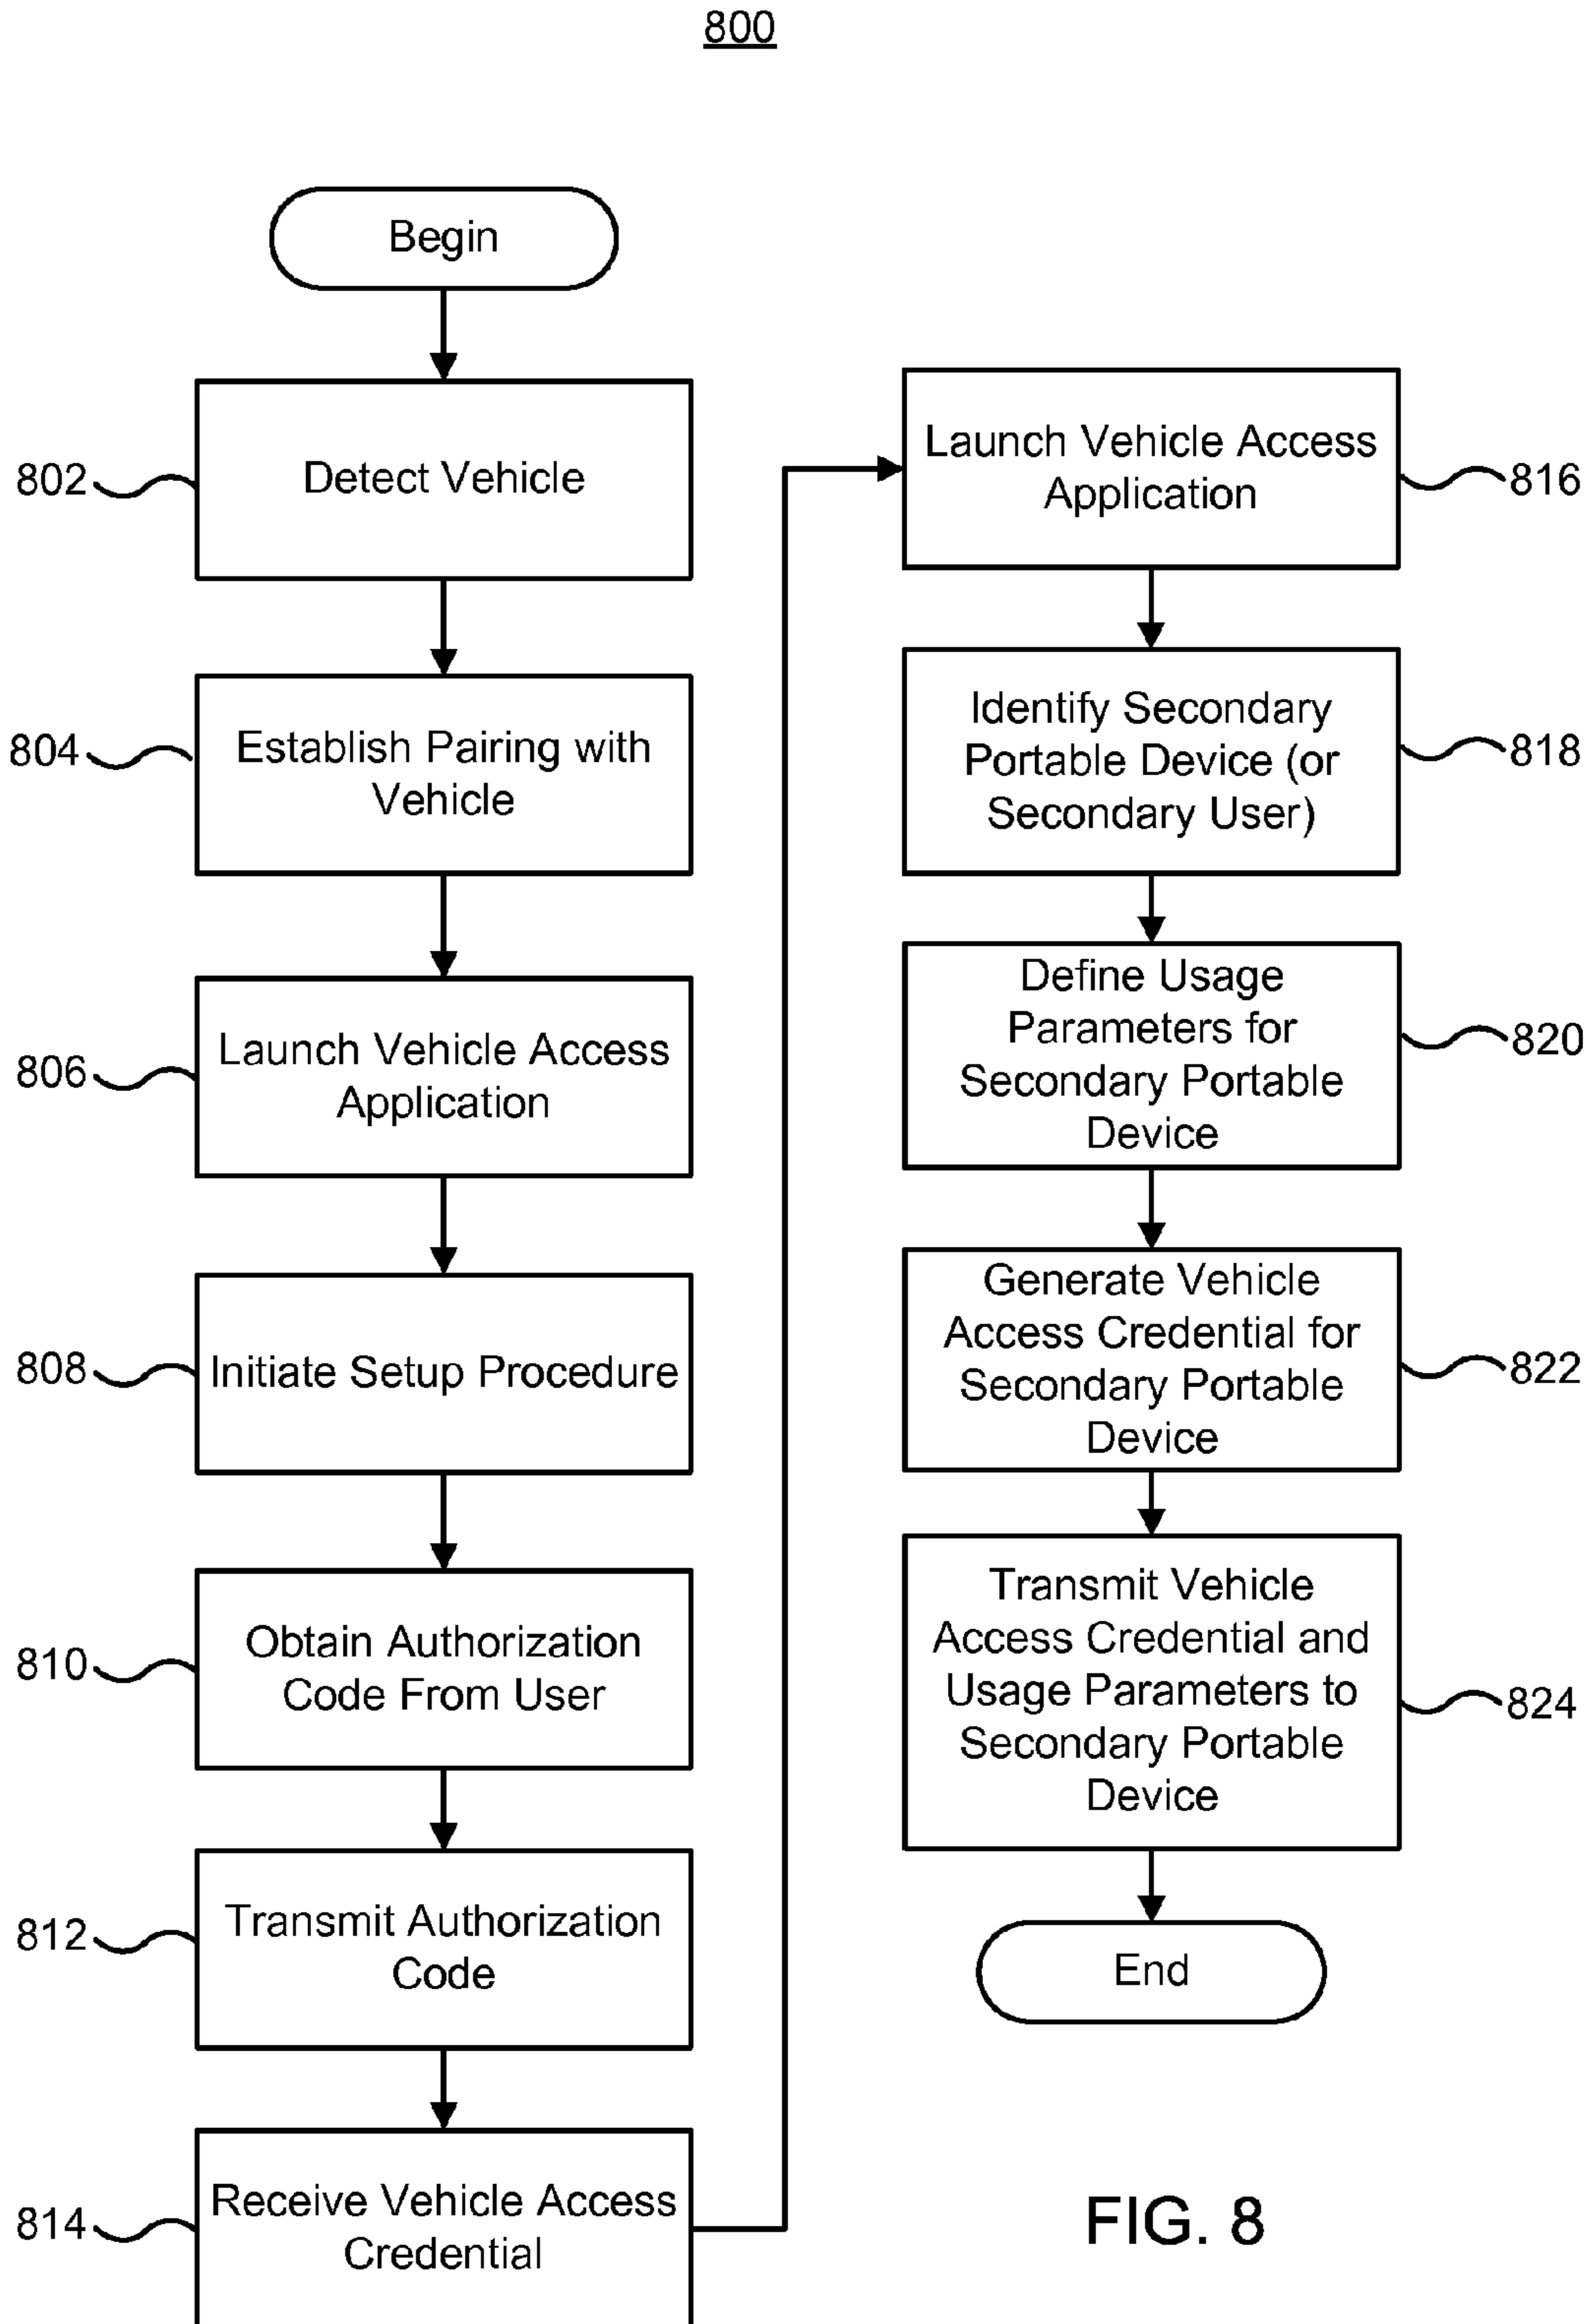 800
Begin
802
Detect Vehicle
804
Establish Pairing with
Vehicle
806
Launch Vehicle Access
Application
808
Initiate Setup Procedure
810
Obtain Authorization
Code From User
812
Transmit Authorization
Code
814
Receive Vehicle Access
Credential
Launch Vehicle Access
Application
816
Identify Secondary
Portable Device (or
Secondary User)
818
Define Usage
Parameters for
Secondary Portable
Device
820
Generate Vehicle
Access Credential for
Secondary Portable
Device
822
Transmit Vehicle
Access Credential and
Usage Parameters to
Secondary Portable
Device
824
End
FIG. 8